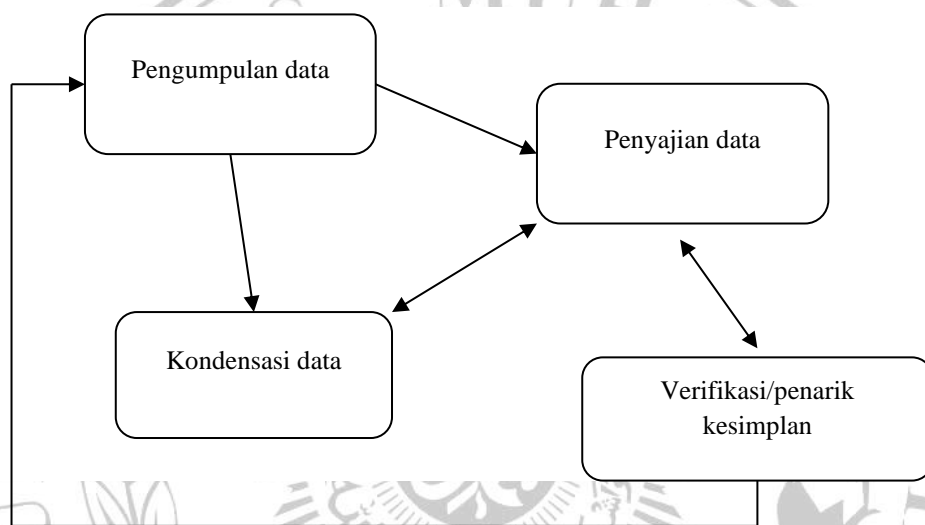 Pengumpulan data
Penyajian data
Kondensasi data
Verifikasi/penarik
kesimplan